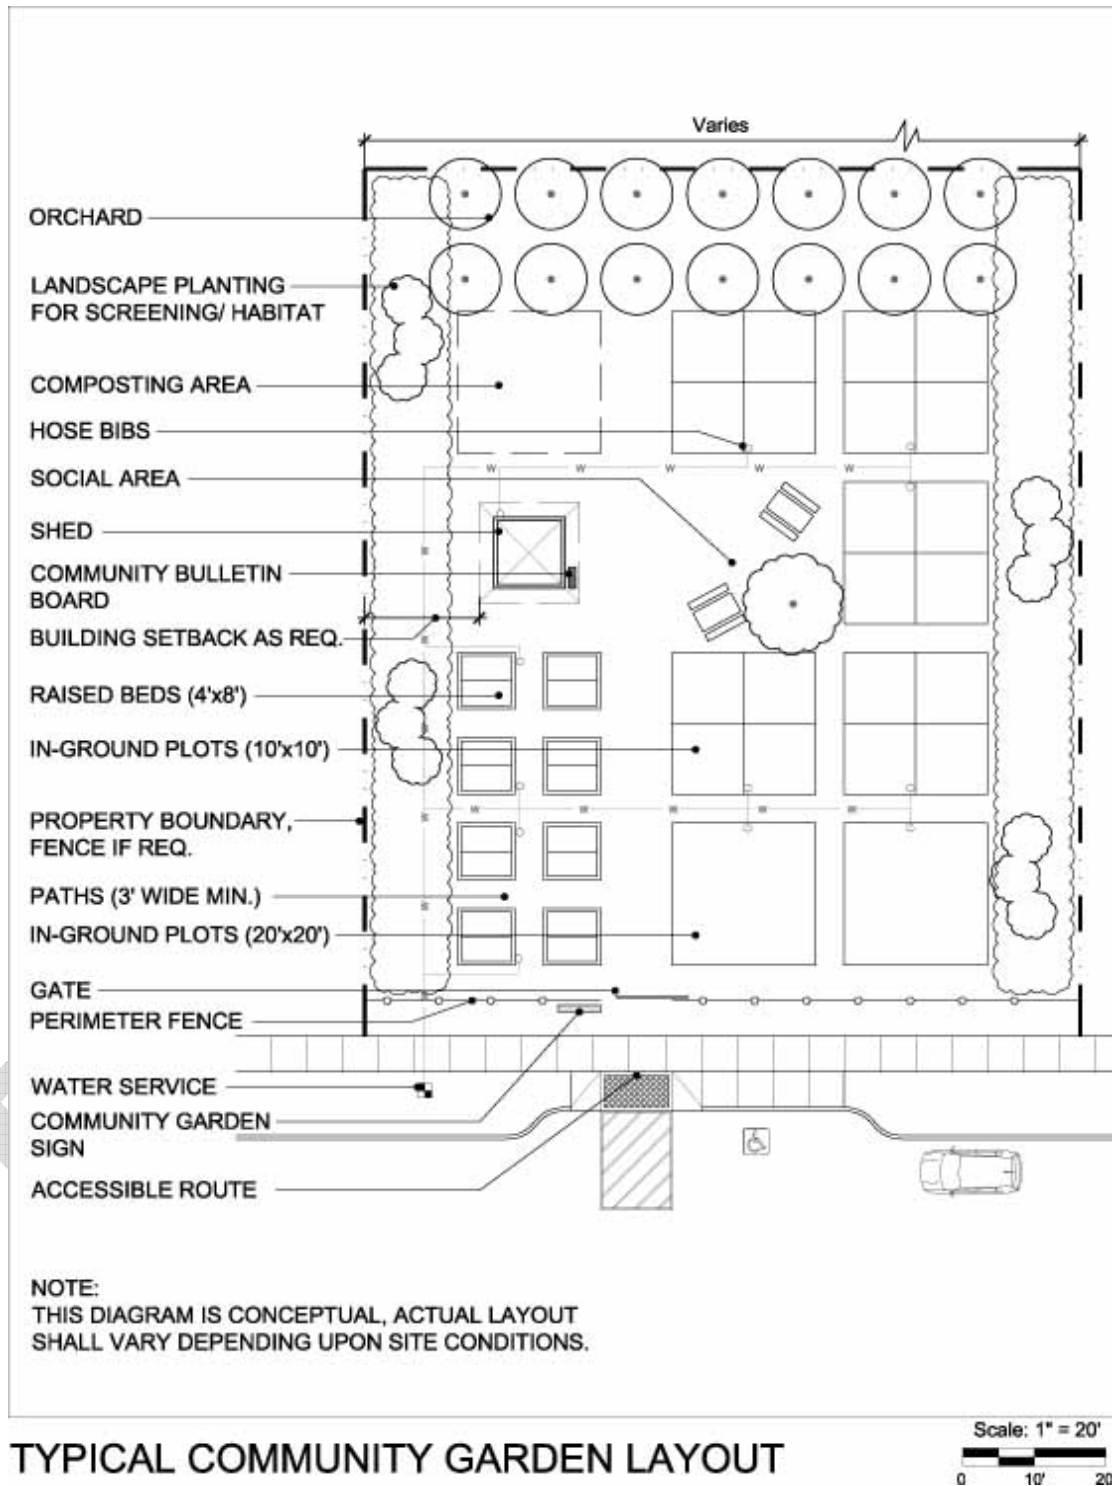 Varies
ORCHARD
LANDSCAPE PLANTING
FOR SCREENING/ HABITAT
COMPOSTING AREA
HOSE BIBS
W W W W W
SOCIAL AREA
SHED
W
COMMUNITY BULLETIN
BOARD
BUILDING SETBACK AS REQ.
W
RAISED BEDS (4'x8')
W
IN-GROUND PLOTS (10'x10')
W W W W W
PROPERTY BOUNDARY,
FENCE IF REQ.
W
PATHS (3' WIDE MIN.)
W
IN-GROUND PLOTS (20'x20')
GATE
W
PERIMETER FENCE
WATER SERVICE
COMMUNITY GARDEN
SIGN
ACCESSIBLE ROUTE
NOTE:
THIS DIAGRAM IS CONCEPTUAL, ACTUAL LAYOUT
SHALL VARY DEPENDING UPON SITE CONDITIONS.
TYPICAL COMMUNITY GARDEN LAYOUT
Scale: 1" = 20'
0 10' 20